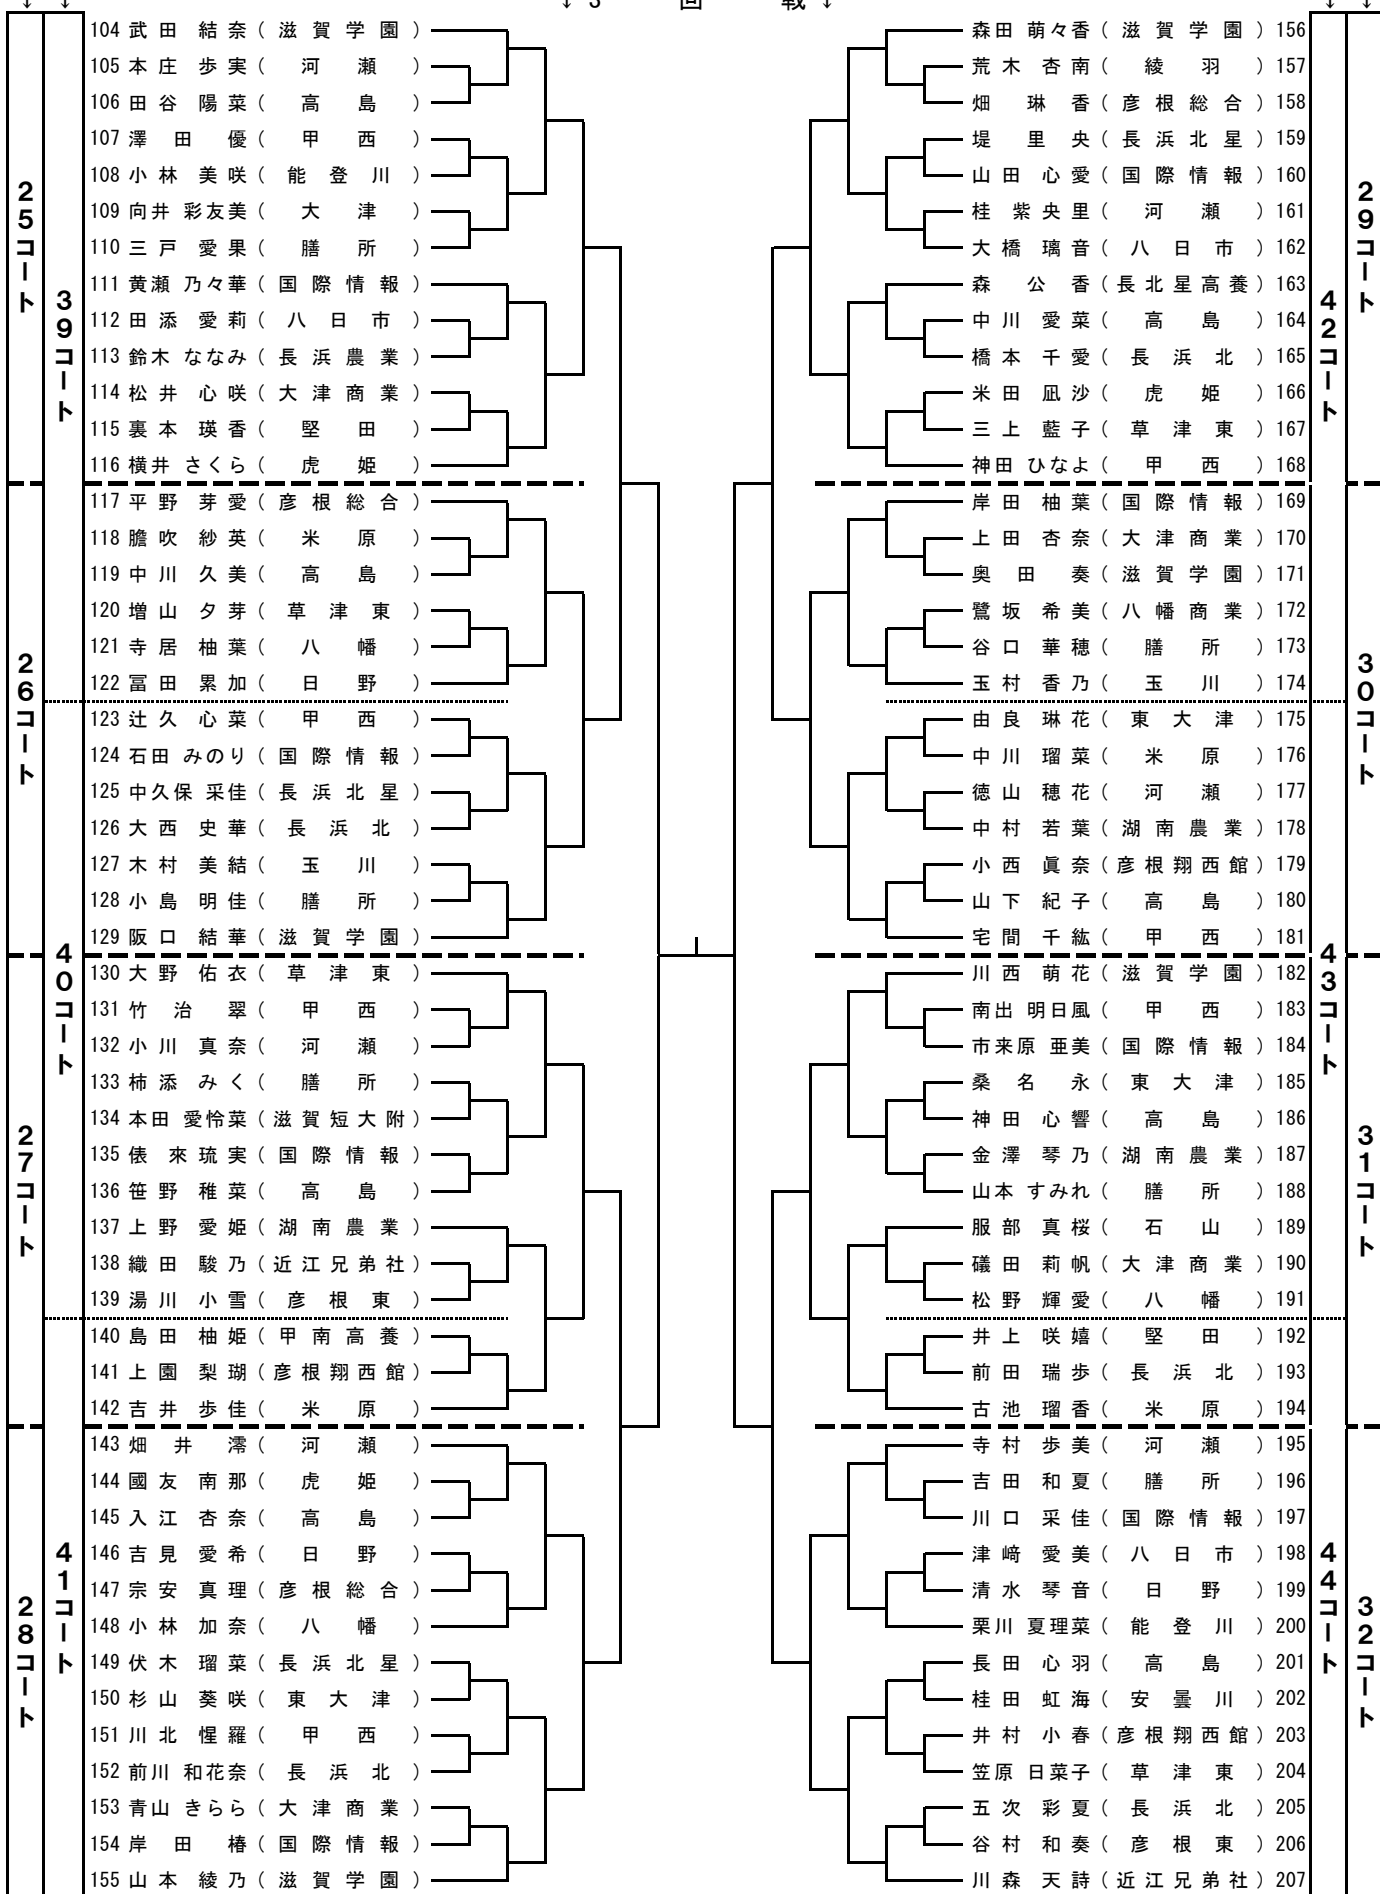 ↓ ↓ ↓ 3 回 戦 ↓ ↓ ↓
25コート
26コート
27コート
28コート
39コート
40コート
41コート
104 武田 結奈 (滋賀学園)
105 本庄 歩実 (河瀬)
106 田谷 陽菜 (高島)
107 澤田 優 (甲西)
108 小林 美咲 (能登川)
109 向井 彩友美 (大津)
110 三戸 愛果 (膳所)
111 黄瀬 乃々華 (国際情報)
112 田添 愛莉 (八日市)
113 鈴木 ななみ (長浜農業)
114 松井 心咲 (大津商業)
115 裏本 瑛香 (堅田)
116 横井 さくら (虎姫)
117 平野 芽愛 (彦根総合)
118 膽吹 紗英 (米原)
119 中川 久美 (高島)
120 増山 夕芽 (草津東)
121 寺居 柚葉 (八幡)
122 冨田 累加 (日野)
123 辻 久心菜 (甲西)
124 石田 みのり (国際情報)
125 中久保 采佳 (長浜北星)
126 大西 史華 (長浜北)
127 木村 美結 (玉川)
128 小島 明佳 (膳所)
129 阪口 結華 (滋賀学園)
130 大野 佑衣 (草津東)
131 竹治 翠 (甲西)
132 小川 真奈 (河瀬)
133 柿添 みく (膳所)
134 本田 愛怜菜 (滋賀短大附)
135 俵 來琉実 (国際情報)
136 笹野 稚菜 (高島)
137 上野 愛姫 (湖南農業)
138 織田 駿乃 (近江兄弟社)
139 湯川 小雪 (彦根東)
140 島田 柚姫 (甲南高養)
141 上園 梨瑚 (彦根翔西館)
142 吉井 歩佳 (米原)
143 畑井 澪 (河瀬)
144 國友 南那 (虎姫)
145 入江 杏奈 (高島)
146 吉見 愛希 (日野)
147 宗安 真理 (彦根総合)
148 小林 加奈 (八幡)
149 伏木 瑠菜 (長浜北星)
150 杉山 葵咲 (東大津)
151 川北 惺羅 (甲西)
152 前川 和花奈 (長浜北)
153 青山 きらら (大津商業)
154 岸田 椿 (国際情報)
155 山本 綾乃 (滋賀学園)
森田 萌々香 (滋賀学園) 156
荒木 杏南 (綾羽) 157
畑 琳香 (彦根総合) 158
堤 里央 (長浜北星) 159
山田 心愛 (国際情報) 160
桂 紫央里 (河瀬) 161
大橋 璃音 (八日市) 162
森 公香 (長北星高養) 163
中川 愛菜 (高島) 164
橋本 千愛 (長浜北) 165
米田 凪沙 (虎姫) 166
三上 藍子 (草津東) 167
神田 ひなよ (甲西) 168
岸田 柚葉 (国際情報) 169
上田 杏奈 (大津商業) 170
奥田 奏 (滋賀学園) 171
鷺坂 希美 (八幡商業) 172
谷口 華穂 (膳所) 173
玉村 香乃 (玉川) 174
由良 琳花 (東大津) 175
中川 瑠菜 (米原) 176
徳山 穂花 (河瀬) 177
中村 若葉 (湖南農業) 178
小西 眞奈 (彦根翔西館) 179
山下 紀子 (高島) 180
宅間 千紘 (甲西) 181
川西 萌花 (滋賀学園) 182
南出 明日風 (甲西) 183
市来原 亜美 (国際情報) 184
桑名 永 (東大津) 185
神田 心響 (高島) 186
金澤 琴乃 (湖南農業) 187
山本 すみれ (膳所) 188
服部 真桜 (石山) 189
礒田 莉帆 (大津商業) 190
松野 輝愛 (八幡) 191
井上 咲嬉 (堅田) 192
前田 瑞歩 (長浜北) 193
古池 瑠香 (米原) 194
寺村 歩美 (河瀬) 195
吉田 和夏 (膳所) 196
川口 采佳 (国際情報) 197
津﨑 愛美 (八日市) 198
清水 琴音 (日野) 199
栗川 夏理菜 (能登川) 200
長田 心羽 (高島) 201
桂田 虹海 (安曇川) 202
井村 小春 (彦根翔西館) 203
笠原 日菜子 (草津東) 204
五次 彩夏 (長浜北) 205
谷村 和奏 (彦根東) 206
川森 天詩 (近江兄弟社) 207
42コート
43コート
44コート
29コート
30コート
31コート
32コート